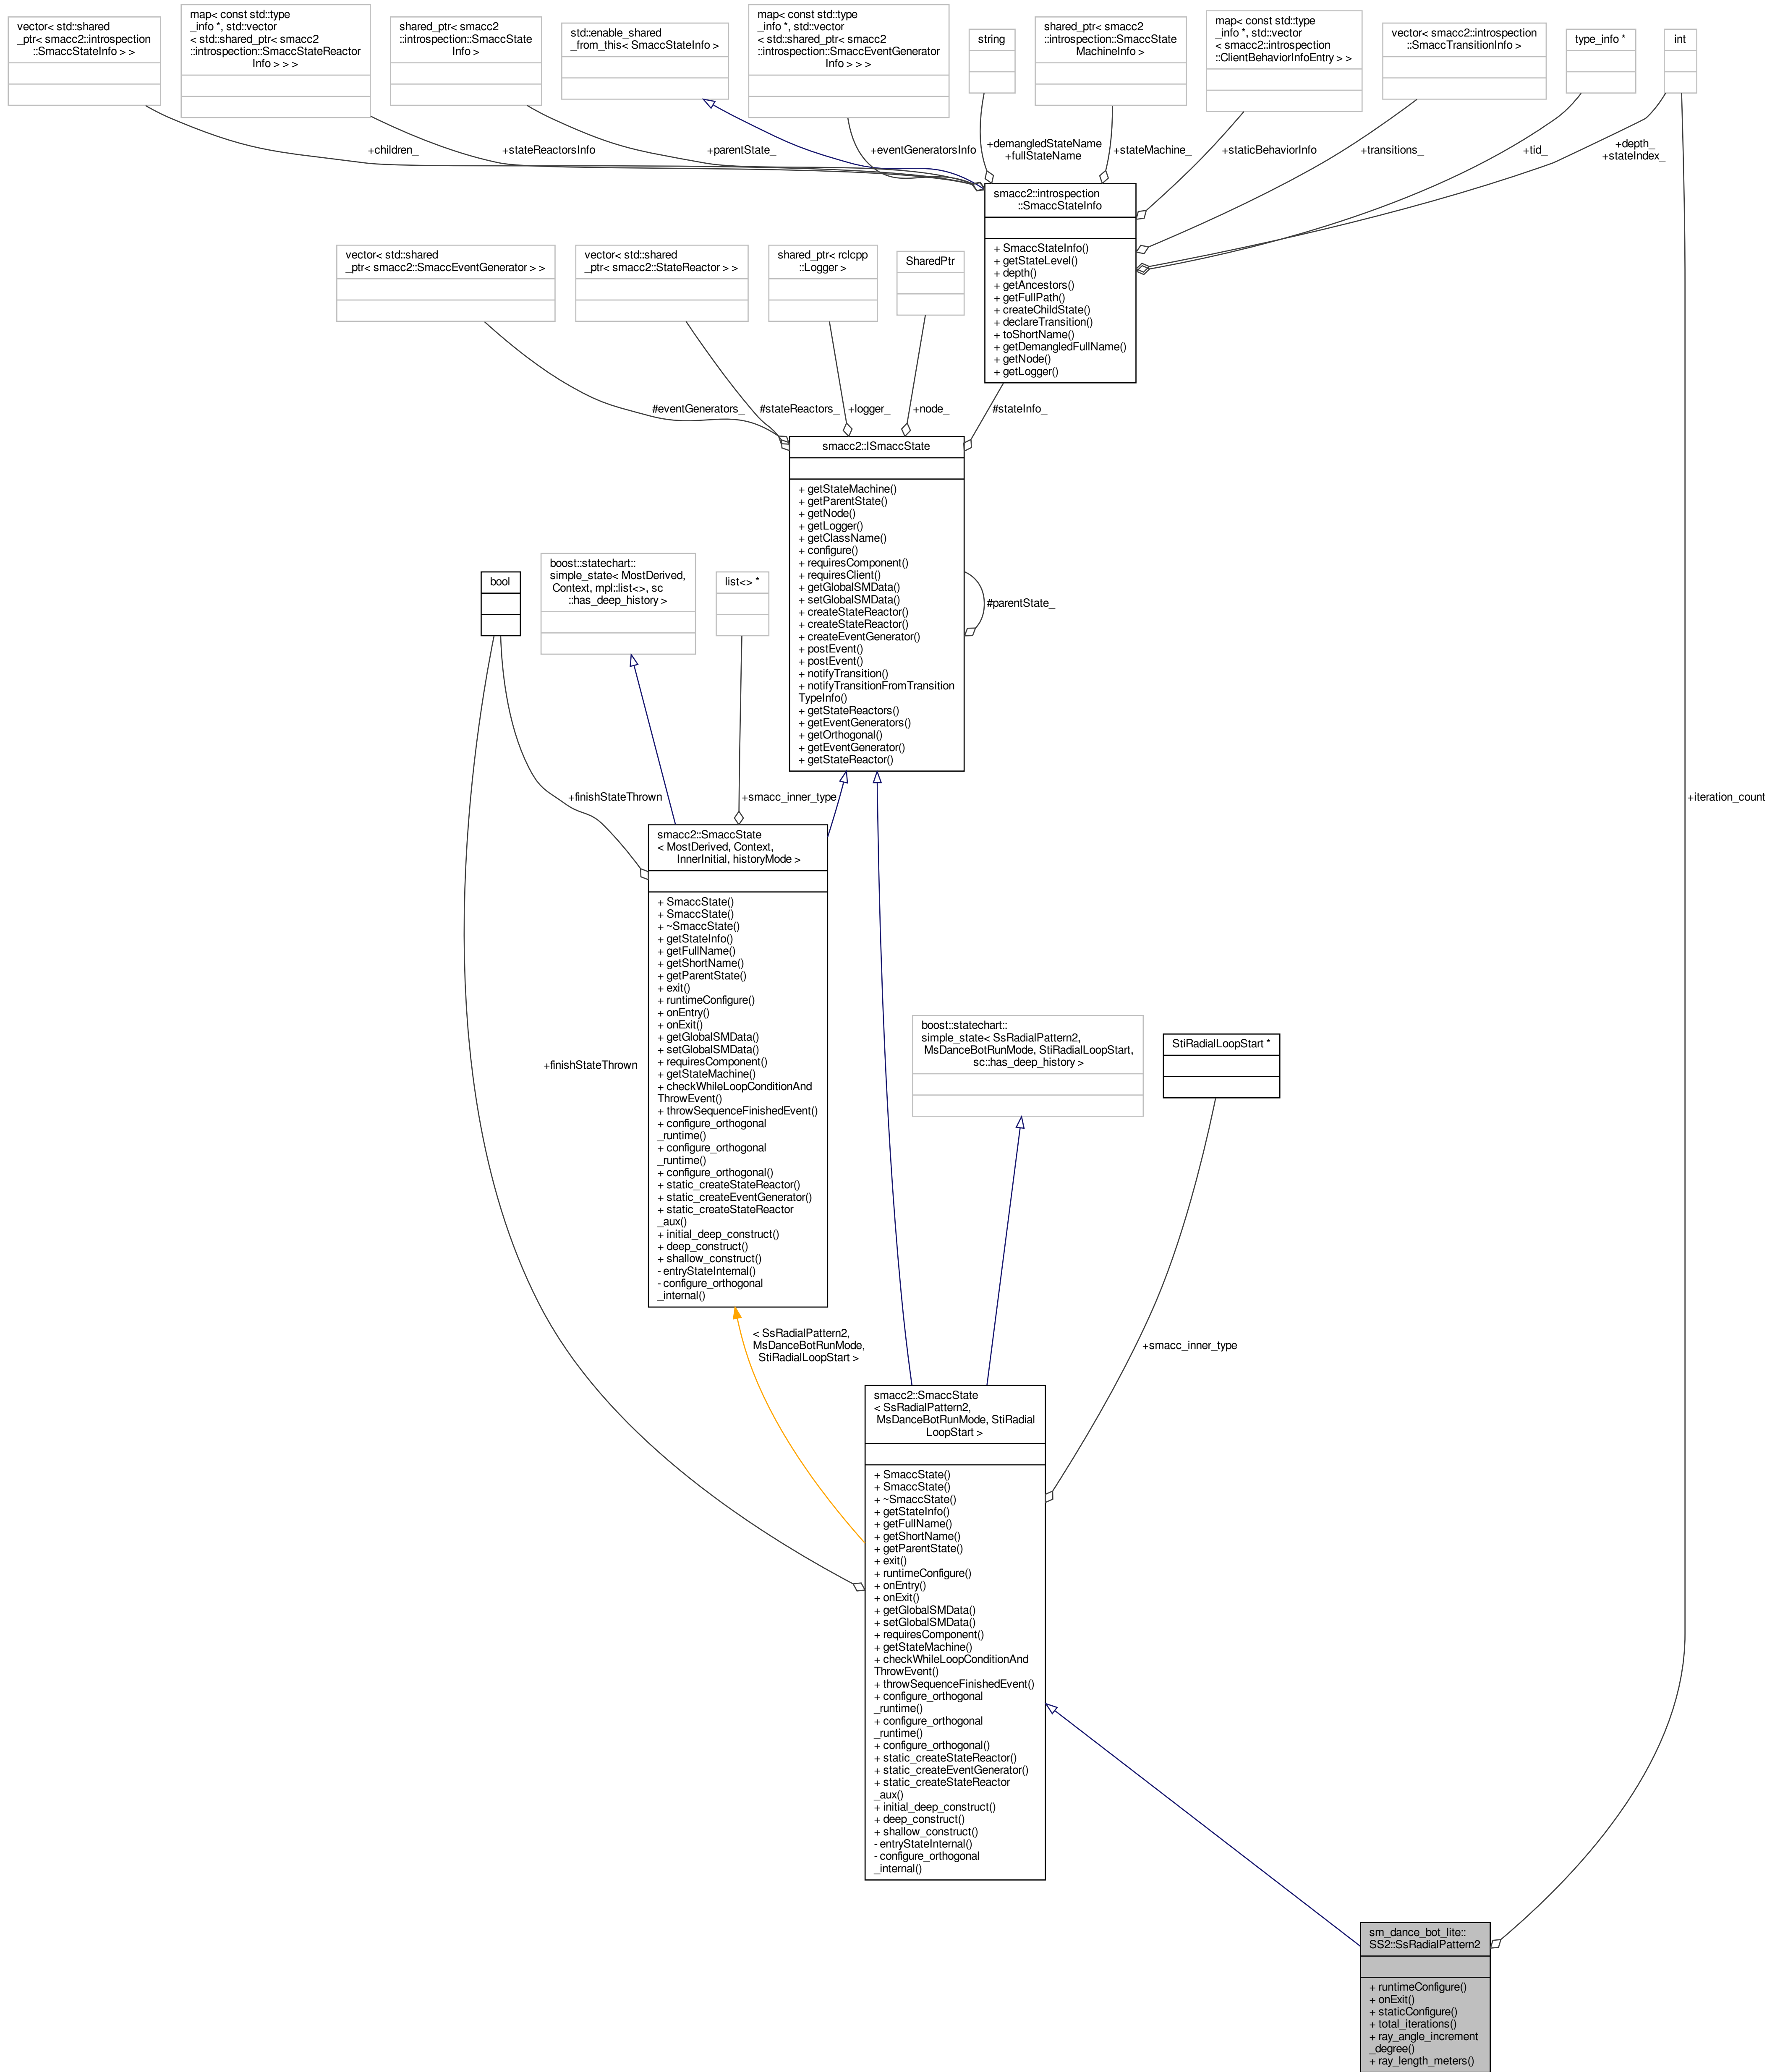 vector< std::shared
_ptr< smacc2::introspection
::SmaccStateInfo > >
map< const std::type
_info *, std::vector
< std::shared_ptr< smacc2
::introspection::SmaccStateReactor
Info > > >
shared_ptr< smacc2
::introspection::SmaccState
Info >
std::enable_shared
_from_this< SmaccStateInfo >
map< const std::type
_info *, std::vector
< std::shared_ptr< smacc2
::introspection::SmaccEventGenerator
Info > > >
string
shared_ptr< smacc2
::introspection::SmaccState
MachineInfo >
map< const std::type
_info *, std::vector
< smacc2::introspection
::ClientBehaviorInfoEntry > >
vector< smacc2::introspection
::SmaccTransitionInfo >
type_info *
int
+children_
+stateReactorsInfo
+parentState_
+eventGeneratorsInfo
+demangledStateName
+fullStateName
+stateMachine_
+staticBehaviorInfo
+transitions_
+tid_
+depth_
+stateIndex_
smacc2::introspection
::SmaccStateInfo
+ SmaccStateInfo()
+ getStateLevel()
+ depth()
+ getAncestors()
+ getFullPath()
+ createChildState()
+ declareTransition()
+ toShortName()
+ getDemangledFullName()
+ getNode()
+ getLogger()
vector< std::shared
_ptr< smacc2::SmaccEventGenerator > >
vector< std::shared
_ptr< smacc2::StateReactor > >
shared_ptr< rclcpp
::Logger >
SharedPtr
#eventGenerators_
#stateReactors_
+logger_
+node_
#stateInfo_
smacc2::ISmaccState
+ getStateMachine()
+ getParentState()
+ getNode()
+ getLogger()
+ getClassName()
+ configure()
+ requiresComponent()
+ requiresClient()
+ getGlobalSMData()
+ setGlobalSMData()
+ createStateReactor()
+ createStateReactor()
+ createEventGenerator()
+ postEvent()
+ postEvent()
+ notifyTransition()
+ notifyTransitionFromTransition
TypeInfo()
+ getStateReactors()
+ getEventGenerators()
+ getOrthogonal()
+ getEventGenerator()
+ getStateReactor()
#parentState_
bool
boost::statechart::
simple_state< MostDerived,
Context, mpl::list<>, sc
::has_deep_history >
list<> *
+finishStateThrown
+smacc_inner_type
+iteration_count
smacc2::SmaccState
< MostDerived, Context,
InnerInitial, historyMode >
+ SmaccState()
+ SmaccState()
+ ~SmaccState()
+ getStateInfo()
+ getFullName()
+ getShortName()
+ getParentState()
+ exit()
+ runtimeConfigure()
+ onEntry()
+ onExit()
+ getGlobalSMData()
+ setGlobalSMData()
+ requiresComponent()
+ getStateMachine()
+ checkWhileLoopConditionAnd
ThrowEvent()
+ throwSequenceFinishedEvent()
+ configure_orthogonal
_runtime()
+ configure_orthogonal
_runtime()
+ configure_orthogonal()
+ static_createStateReactor()
+ static_createEventGenerator()
+ static_createStateReactor
_aux()
+ initial_deep_construct()
+ deep_construct()
+ shallow_construct()
- entryStateInternal()
- configure_orthogonal
_internal()
+finishStateThrown
boost::statechart::
simple_state< SsRadialPattern2,
MsDanceBotRunMode, StiRadialLoopStart,
sc::has_deep_history >
StiRadialLoopStart *
< SsRadialPattern2,
MsDanceBotRunMode,
StiRadialLoopStart >
+smacc_inner_type
smacc2::SmaccState
< SsRadialPattern2,
MsDanceBotRunMode, StiRadial
LoopStart >
+ SmaccState()
+ SmaccState()
+ ~SmaccState()
+ getStateInfo()
+ getFullName()
+ getShortName()
+ getParentState()
+ exit()
+ runtimeConfigure()
+ onEntry()
+ onExit()
+ getGlobalSMData()
+ setGlobalSMData()
+ requiresComponent()
+ getStateMachine()
+ checkWhileLoopConditionAnd
ThrowEvent()
+ throwSequenceFinishedEvent()
+ configure_orthogonal
_runtime()
+ configure_orthogonal
_runtime()
+ configure_orthogonal()
+ static_createStateReactor()
+ static_createEventGenerator()
+ static_createStateReactor
_aux()
+ initial_deep_construct()
+ deep_construct()
+ shallow_construct()
- entryStateInternal()
- configure_orthogonal
_internal()
sm_dance_bot_lite::
SS2::SsRadialPattern2
+ runtimeConfigure()
+ onExit()
+ staticConfigure()
+ total_iterations()
+ ray_angle_increment
_degree()
+ ray_length_meters()